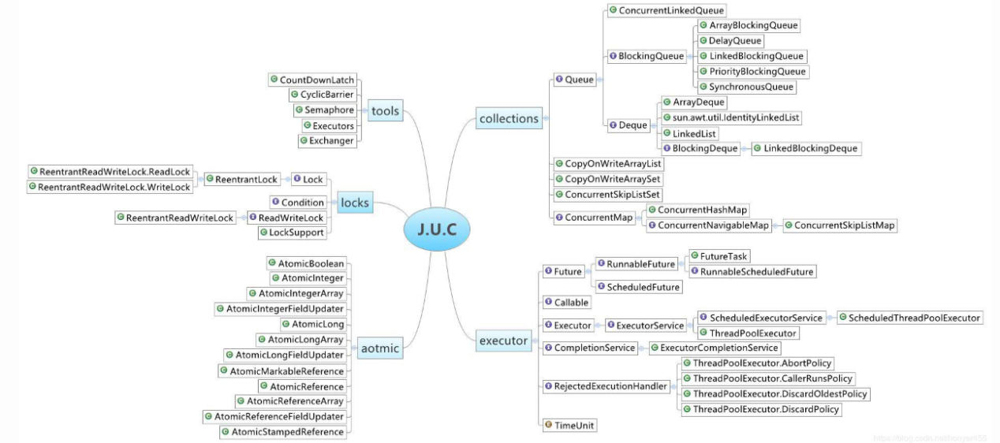 J.U.C
tools
CountDownLatch
CyclicBarrier
Semaphore
Executors
Exchanger
locks
Lock
ReentrantLock
ReentrantReadWriteLock.ReadLock
ReentrantReadWriteLock.WriteLock
Condition
ReadWriteLock
ReentrantReadWriteLock
LockSupport
aotmic
AtomicBoolean
AtomicInteger
AtomicIntegerArray
AtomicIntegerFieldUpdater
AtomicLong
AtomicLongArray
AtomicLongFieldUpdater
AtomicMarkableReference
AtomicReference
AtomicReferenceArray
AtomicReferenceFieldUpdater
AtomicStampedReference
collections
Queue
ConcurrentLinkedQueue
BlockingQueue
ArrayBlockingQueue
DelayQueue
LinkedBlockingQueue
PriorityBlockingQueue
SynchronousQueue
Deque
ArrayDeque
sun.awt.util.IdentityLinkedList
LinkedList
BlockingDeque
LinkedBlockingDeque
CopyOnWriteArrayList
CopyOnWriteArraySet
ConcurrentSkipListSet
ConcurrentMap
ConcurrentHashMap
ConcurrentNavigableMap
ConcurrentSkipListMap
executor
Future
RunnableFuture
FutureTask
RunnableScheduledFuture
ScheduledFuture
Callable
Executor
ExecutorService
ScheduledExecutorService
ScheduledThreadPoolExecutor
ThreadPoolExecutor
CompletionService
ExecutorCompletionService
RejectedExecutionHandler
ThreadPoolExecutor.AbortPolicy
ThreadPoolExecutor.CallerRunsPolicy
ThreadPoolExecutor.DiscardOldestPolicy
ThreadPoolExecutor.DiscardPolicy
TimeUnit